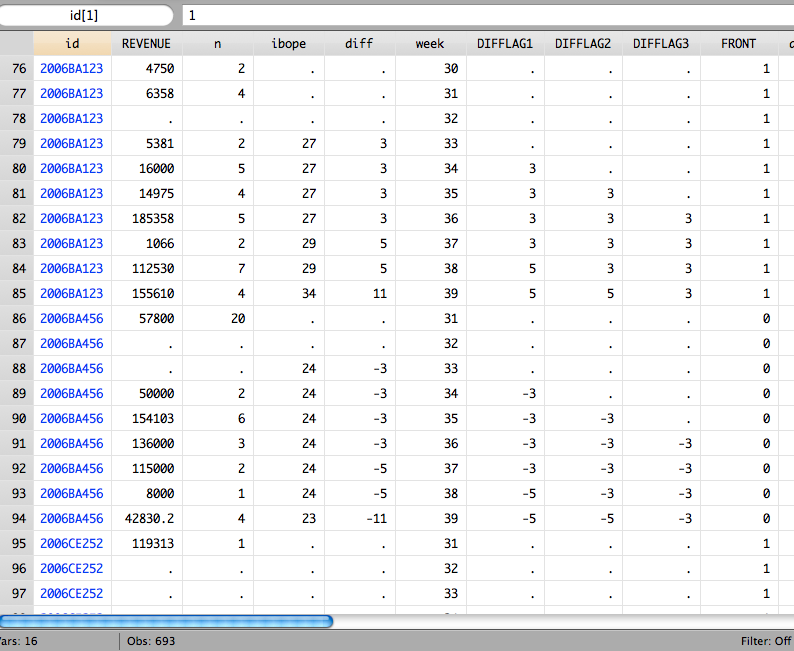 id[1] 1
id REVENUE n ibope diff week DIFFLAG1 DIFFLAG2 DIFFLAG3 FRONT
76 2006BA123 4750 2 . . 30 . . . 1
77 2006BA123 6358 4 . . 31 . . . 1
78 2006BA123 . . . . 32 . . . 1
79 2006BA123 5381 2 27 3 33 . . . 1
80 2006BA123 16000 5 27 3 34 3 . . 1
81 2006BA123 14975 4 27 3 35 3 3 . 1
82 2006BA123 185358 5 27 3 36 3 3 3 1
83 2006BA123 1066 2 29 5 37 3 3 3 1
84 2006BA123 112530 7 29 5 38 5 3 3 1
85 2006BA123 155610 4 34 11 39 5 5 3 1
86 2006BA456 57800 20 . . 31 . . . 0
87 2006BA456 . . . . 32 . . . 0
88 2006BA456 . . 24 -3 33 . . . 0
89 2006BA456 50000 2 24 -3 34 -3 . . 0
90 2006BA456 154103 6 24 -3 35 -3 -3 . 0
91 2006BA456 136000 3 24 -3 36 -3 -3 -3 0
92 2006BA456 115000 2 24 -5 37 -3 -3 -3 0
93 2006BA456 8000 1 24 -5 38 -5 -3 -3 0
94 2006BA456 42830.2 4 23 -11 39 -5 -5 -3 0
95 2006CE252 119313 1 . . 31 . . . 1
96 2006CE252 . . . . 32 . . . 1
97 2006CE252 . . . . 33 . . . 1
ars: 16 Obs: 693 Filter: Off